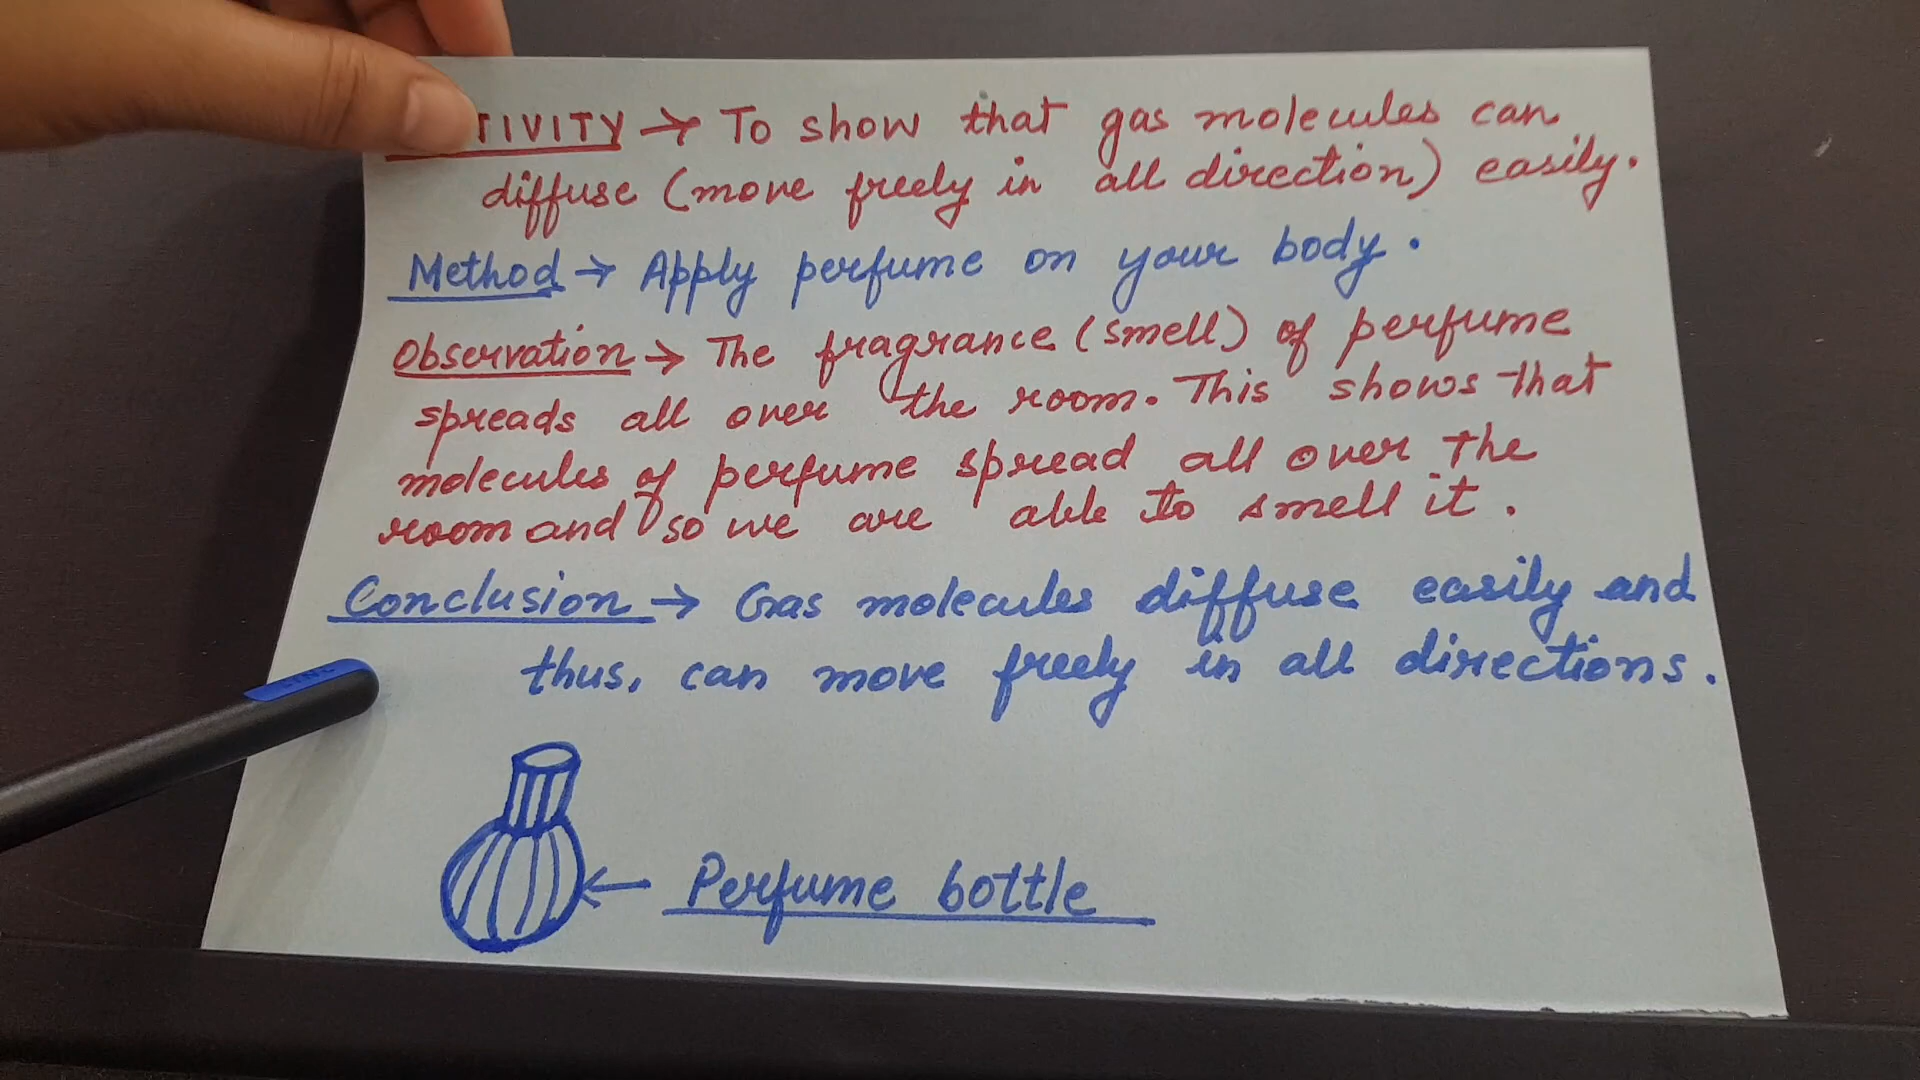 TIVITY → To show that gas molecules can
diffuse (move freely in all direction) easily.
Method → Apply perfume on your body.
Observation → The fragrance (smell) of perfume
spreads all over the room. This shows that
molecules of perfume spread all over the
room and so we are able to smell it.
Conclusion → Gas molecules diffuse easily and
thus, can move freely in all directions.
← Perfume bottle